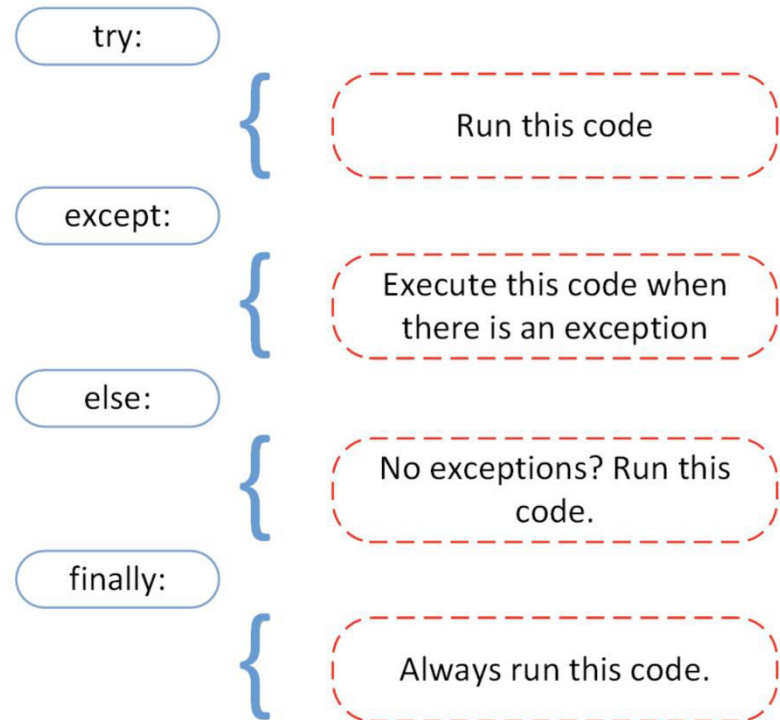 try:
Run this code
except:
Execute this code when
there is an exception
else:
No exceptions? Run this
code.
finally:
Always run this code.